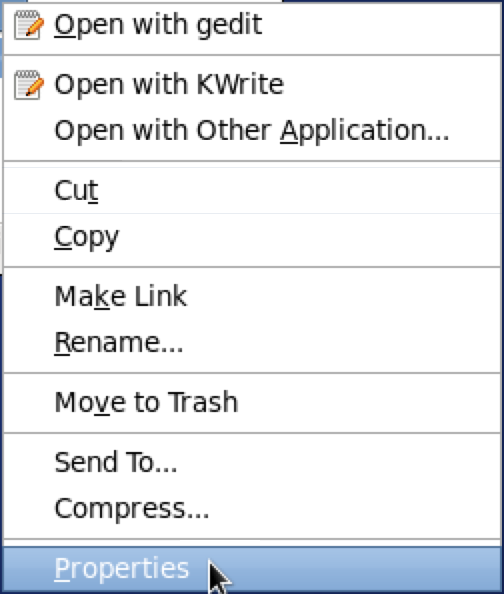 Open with gedit
Open with KWrite
Open with Other Application...
Cut
Copy
Make Link
Rename...
Move to Trash
Send To...
Compress...
Properties